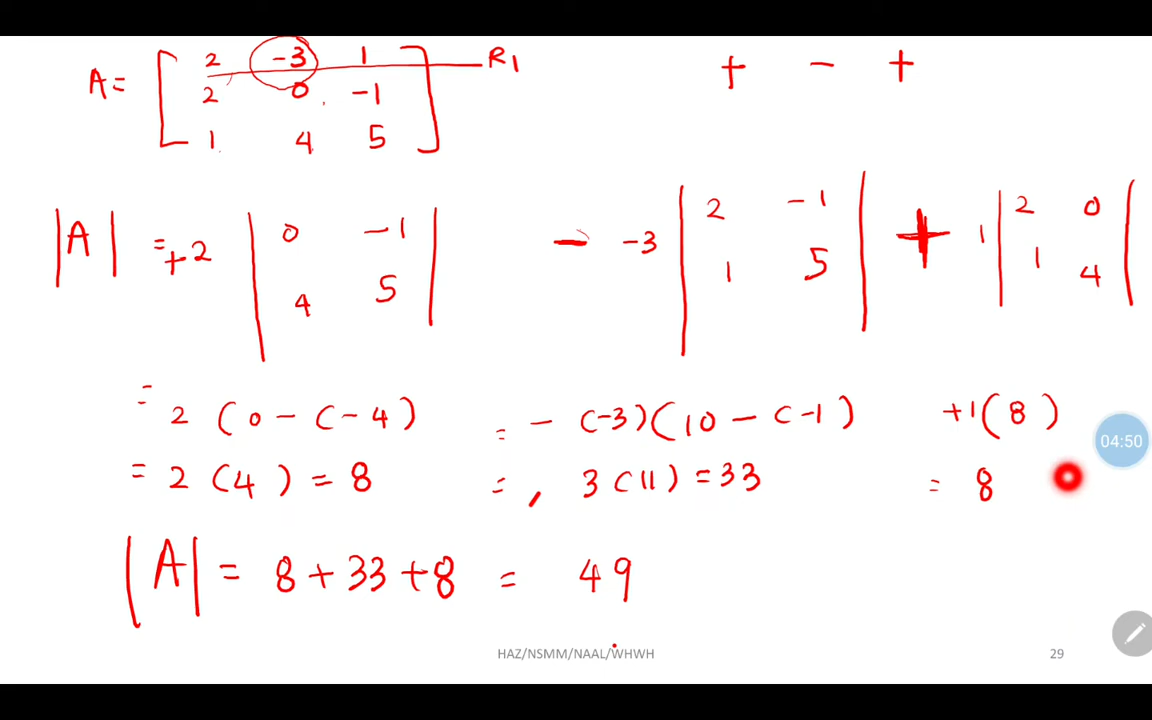 2 -3 1 R1 + - +
A= 2 0 -1
1 4 5
|A| = +2 | 0 -1 | - -3 | 2 -1 | + 1 | 2 0 |
4 5 1 5 1 4
= 2 (0 - (-4) = - (-3)(10 - (-1) +1(8)
= 2 (4) = 8 = , 3(11) = 33 = 8
|A| = 8 + 33 + 8 = 49
04:50
HAZ/NSMM/NAAL/WHWH 29